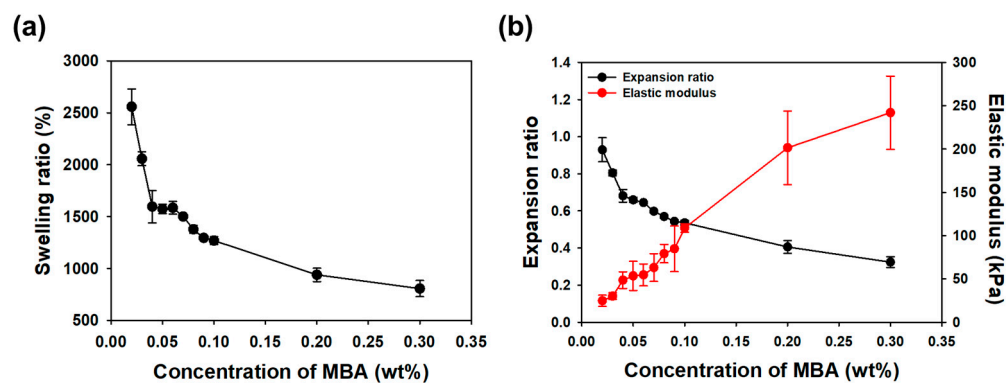 (a)
3000
2500
2000
1500
1000
500
Swelling ratio (%)
0.00 0.05 0.10 0.15 0.20 0.25 0.30 0.35
Concentration of MBA (wt%)
(b)
1.4
1.2
1.0
0.8
0.6
0.4
0.2
0.0
Expansion ratio
Expansion ratio
Elastic modulus
300
250
200
150
100
50
0
Elastic modulus (kPa)
0.00 0.05 0.10 0.15 0.20 0.25 0.30 0.35
Concentration of MBA (wt%)